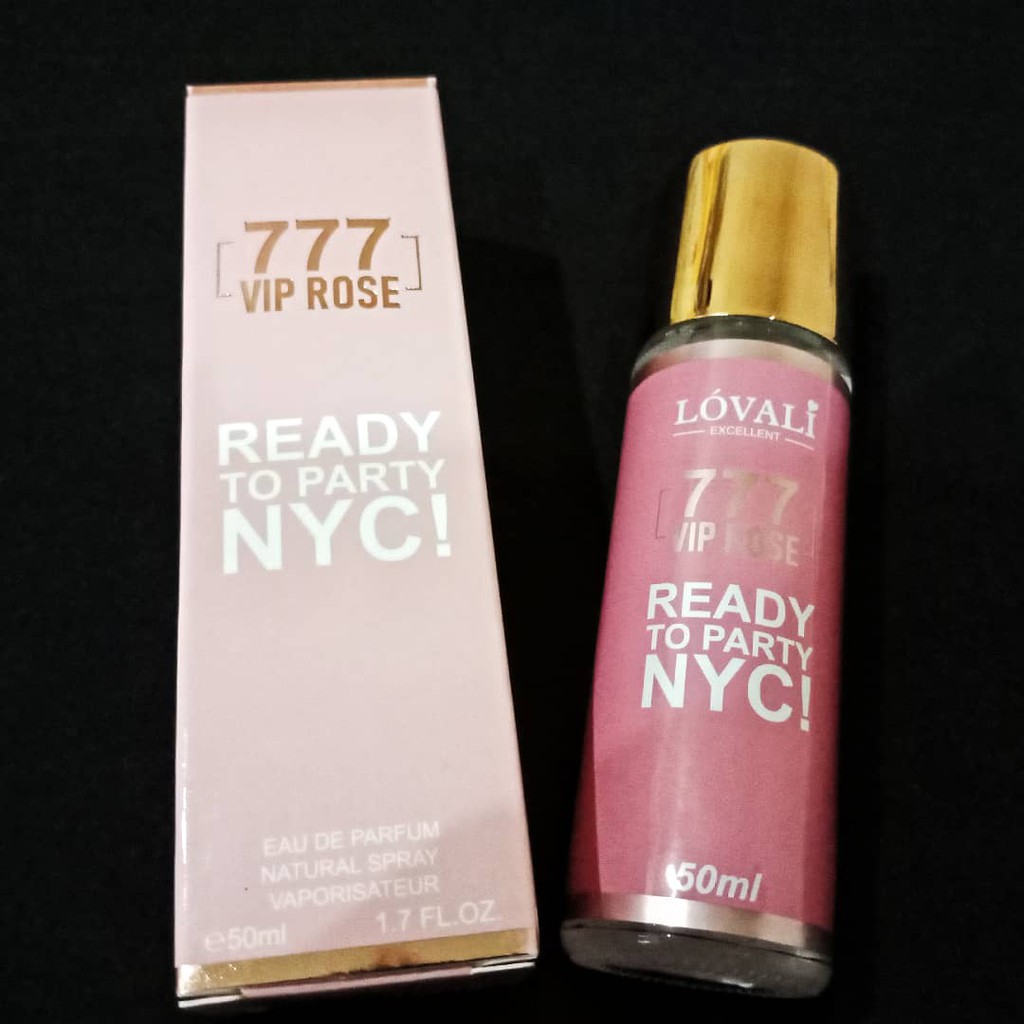 777
VIP ROSE
READY
TO PARTY
NYC!
EAU DE PARFUM
NATURAL SPRAY
VAPORISATEUR
℮50ml 1.7 FL.OZ.
LÓVALI
EXCELLENT
777
VIP ROSE
READY
TO PARTY
NYC!
50ml